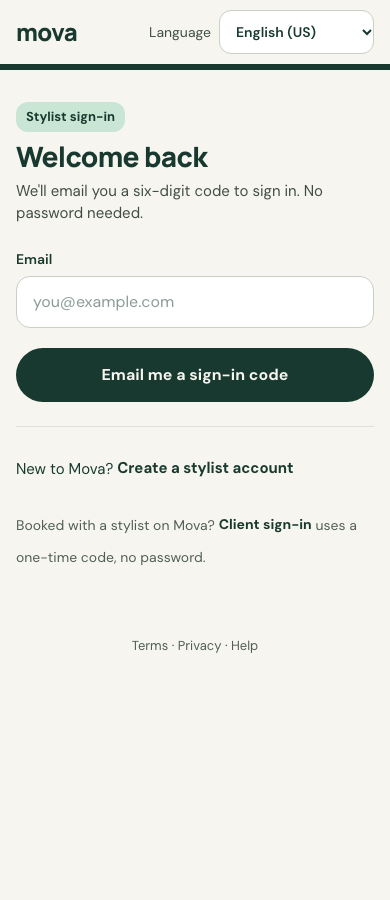 mova
Language
English (US)
Stylist sign-in
Welcome back
We'll email you a six-digit code to sign in. No
password needed.
Email
you@example.com
Email me a sign-in code
New to Mova? Create a stylist account
Booked with a stylist on Mova? Client sign-in uses a
one-time code, no password.
Terms · Privacy · Help